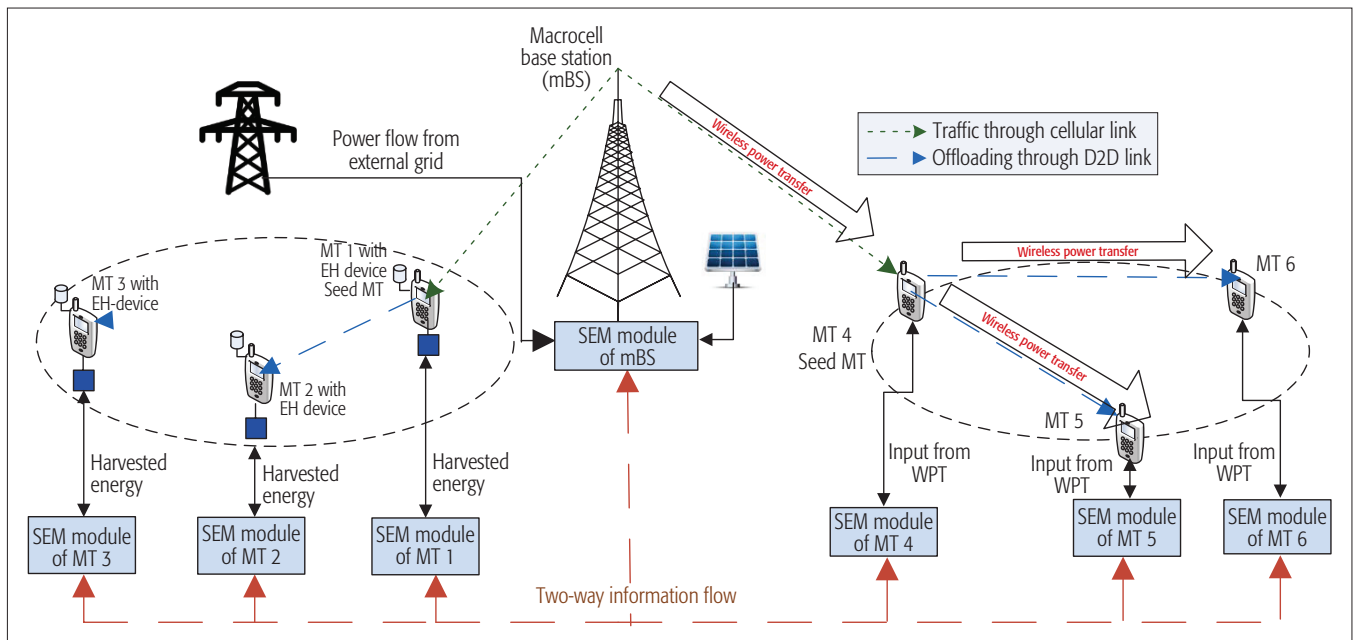 Macrocell
base station
(mBS)
Power flow from
external grid
Wireless power transfer
Traffic through cellular link
Offloading through D2D link
MT 1 with
EH device
Seed MT
MT 3 with
EH-device
MT 2 with
EH device
SEM module
of mBS
Wireless power transfer
MT 6
MT 4
Seed MT
Wireless power transfer
MT 5
Harvested
energy
Harvested
energy
Harvested
energy
Input from
WPT
Input from
WPT
Input from
WPT
SEM module
of MT 3
SEM module
of MT 2
SEM module
of MT 1
SEM module
of MT 4
SEM module
of MT 5
SEM module
of MT 6
Two-way information flow